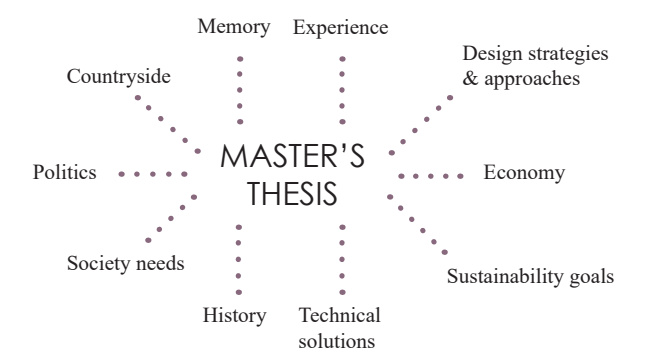 Memory
Experience
Design strategies
& approaches
Countryside
MASTER'S
THESIS
Politics
Economy
Society needs
Sustainability goals
History
Technical
solutions